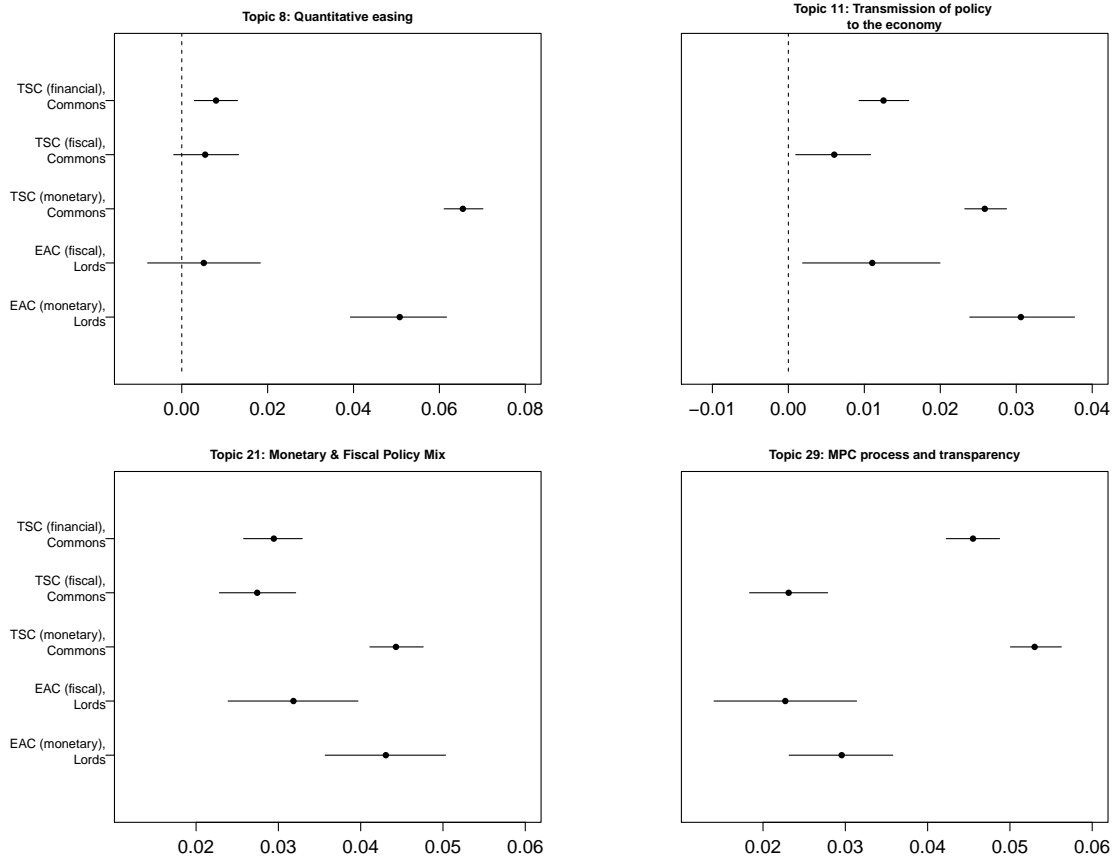 Topic 8: Quantitative easing
TSC (financial),
Commons
TSC (fiscal),
Commons
TSC (monetary),
Commons
EAC (fiscal),
Lords
EAC (monetary),
Lords
0.00 0.02 0.04 0.06 0.08
Topic 11: Transmission of policy
to the economy
−0.01 0.00 0.01 0.02 0.03 0.04
Topic 21: Monetary & Fiscal Policy Mix
TSC (financial),
Commons
TSC (fiscal),
Commons
TSC (monetary),
Commons
EAC (fiscal),
Lords
EAC (monetary),
Lords
0.02 0.03 0.04 0.05 0.06
Topic 29: MPC process and transparency
0.02 0.03 0.04 0.05 0.06